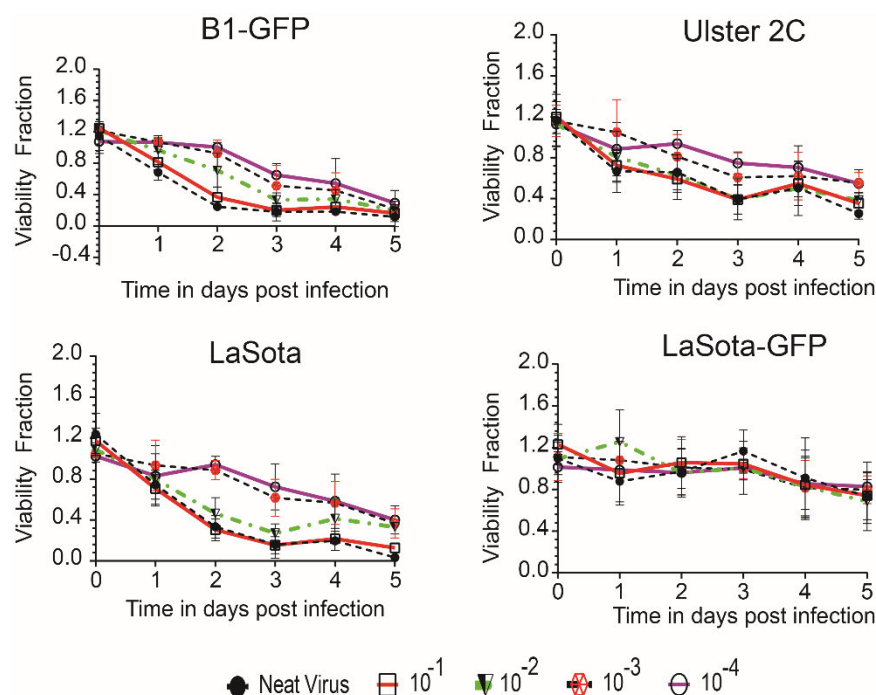 B1-GFP
Viability Fraction
2.0
1.6
1.2
0.8
0.4
0.0
-0.4
1 2 3 4 5
Time in days post infection
Ulster 2C
Viability Fraction
2.0
1.6
1.2
0.8
0.4
0.0
0 1 2 3 4 5
Time in days post infection
LaSota
Viability Fraction
2.0
1.6
1.2
0.8
0.4
0.0
0 1 2 3 4 5
Time in days post infection
LaSota-GFP
Viability Fraction
2.0
1.6
1.2
0.8
0.4
0.0
0 1 2 3 4 5
Time in days post infection
Neat Virus 10⁻¹ 10⁻² 10⁻³ 10⁻⁴